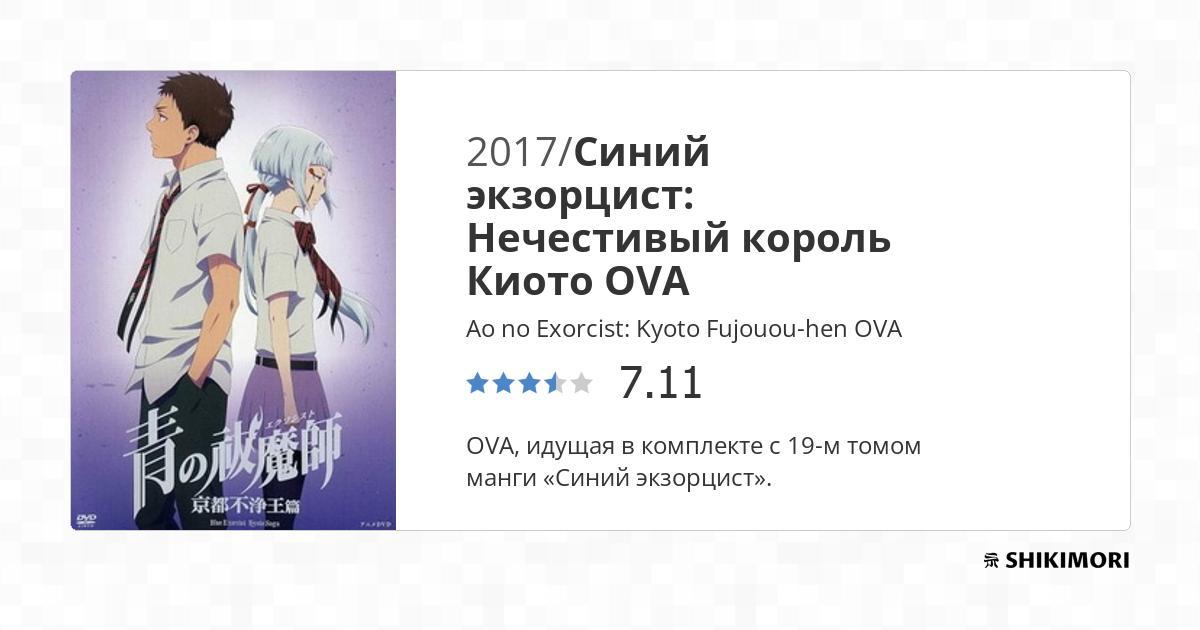 2017/Синий
экзорцист:
Нечестивый король
Киото OVA
Ao no Exorcist: Kyoto Fujouou-hen OVA
7.11
OVA, идущая в комплекте с 19-м томом
манги «Синий экзорцист».
エクソシスト
青の祓魔師
京都不浄王篇
Blue Exorcist Kyoto Saga
DVD
アニメDVD
SHIKIMORI